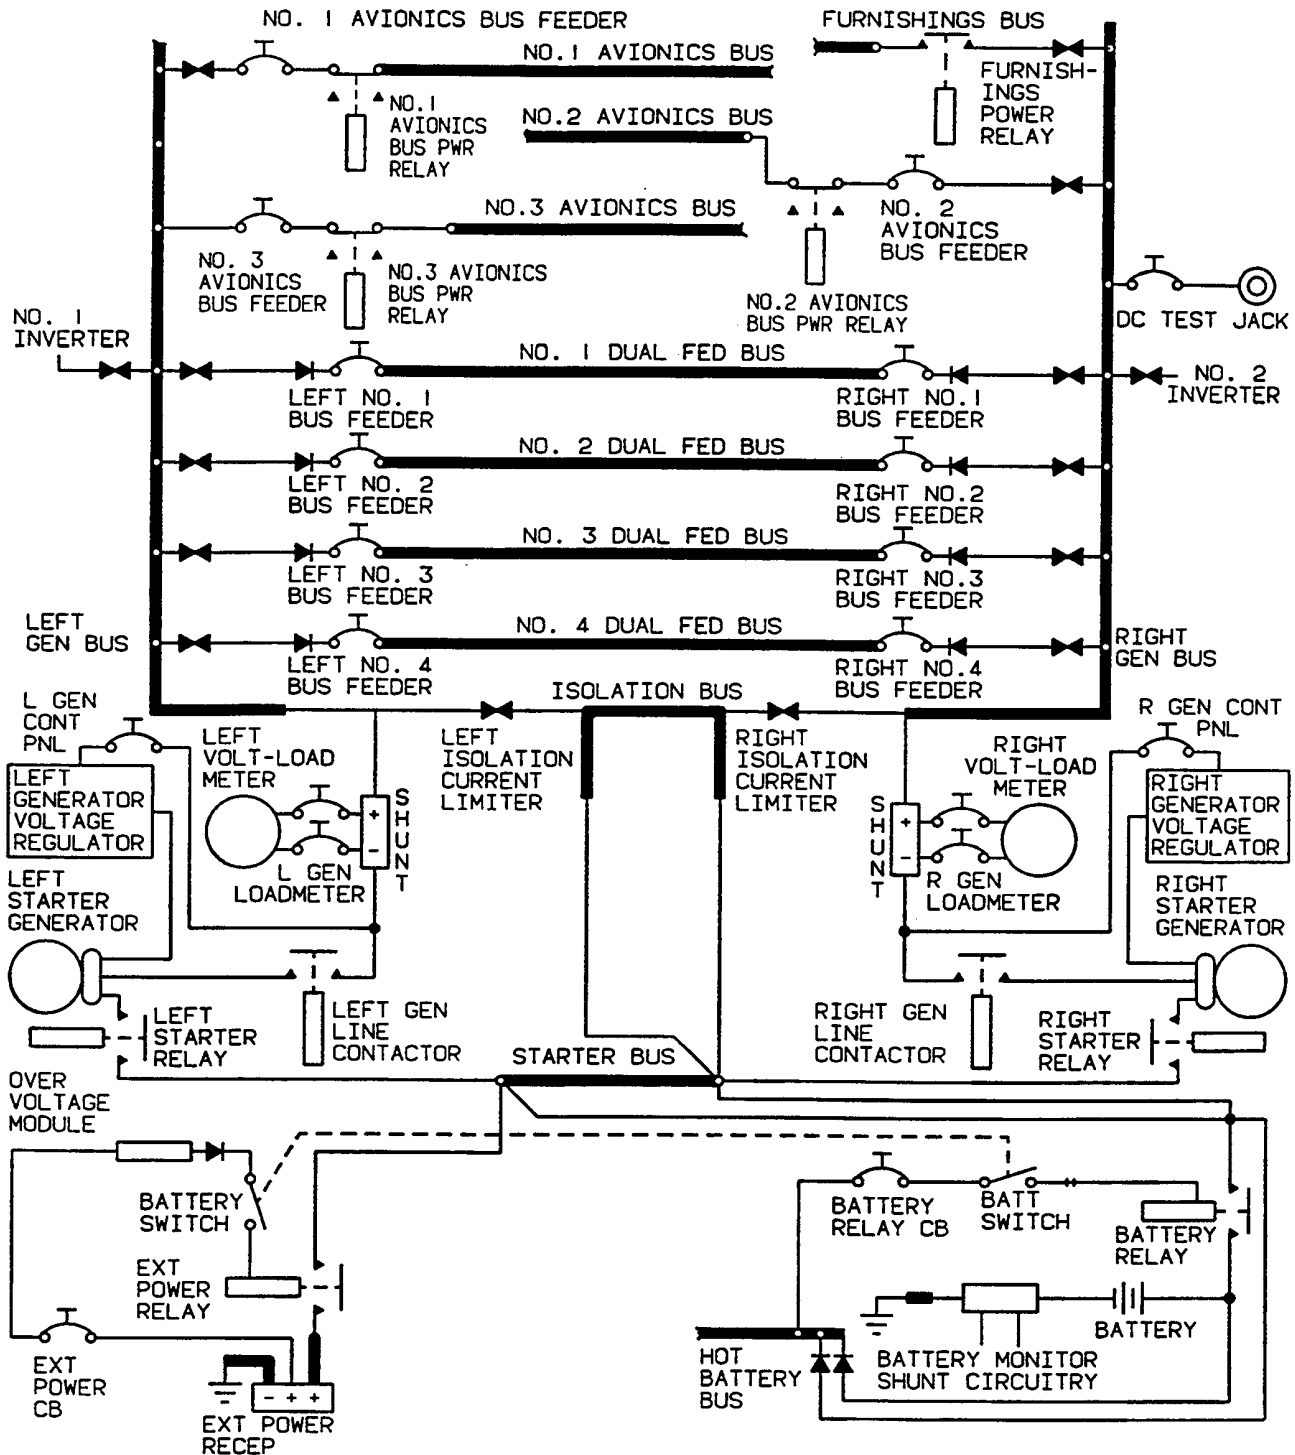 NO. 1 AVIONICS BUS FEEDER
FURNISHINGS BUS
NO.1 AVIONICS BUS
FURNISH-
INGS
POWER
RELAY
NO.1
AVIONICS
BUS PWR
RELAY
NO.2 AVIONICS BUS
NO.3 AVIONICS BUS
NO. 2
AVIONICS
BUS FEEDER
NO. 3
AVIONICS
BUS FEEDER
NO.3 AVIONICS
BUS PWR
RELAY
NO.2 AVIONICS
BUS PWR RELAY
DC TEST JACK
NO. 1
INVERTER
NO. 1 DUAL FED BUS
NO. 2
INVERTER
LEFT NO. 1
BUS FEEDER
RIGHT NO.1
BUS FEEDER
NO. 2 DUAL FED BUS
LEFT NO. 2
BUS FEEDER
RIGHT NO.2
BUS FEEDER
NO. 3 DUAL FED BUS
LEFT NO. 3
BUS FEEDER
RIGHT NO.3
BUS FEEDER
LEFT
GEN BUS
NO. 4 DUAL FED BUS
RIGHT
GEN BUS
LEFT NO. 4
BUS FEEDER
RIGHT NO.4
BUS FEEDER
ISOLATION BUS
L GEN
CONT
PNL
LEFT
VOLT-LOAD
METER
LEFT
ISOLATION
CURRENT
LIMITER
RIGHT
ISOLATION
CURRENT
LIMITER
RIGHT
VOLT-LOAD
METER
R GEN CONT
PNL
LEFT
GENERATOR
VOLTAGE
REGULATOR
SHUNT
+
-
L GEN
LOADMETER
SHUNT
+
-
R GEN
LOADMETER
RIGHT
GENERATOR
VOLTAGE
REGULATOR
LEFT
STARTER
GENERATOR
RIGHT
STARTER
GENERATOR
LEFT
STARTER
RELAY
LEFT GEN
LINE
CONTACTOR
RIGHT GEN
LINE
CONTACTOR
RIGHT
STARTER
RELAY
STARTER BUS
OVER
VOLTAGE
MODULE
BATTERY
SWITCH
BATTERY
RELAY CB
BATT
SWITCH
BATTERY
RELAY
EXT
POWER
RELAY
BATTERY
EXT
POWER
CB
HOT
BATTERY
BUS
BATTERY MONITOR
SHUNT CIRCUITRY
- + +
EXT POWER
RECEP